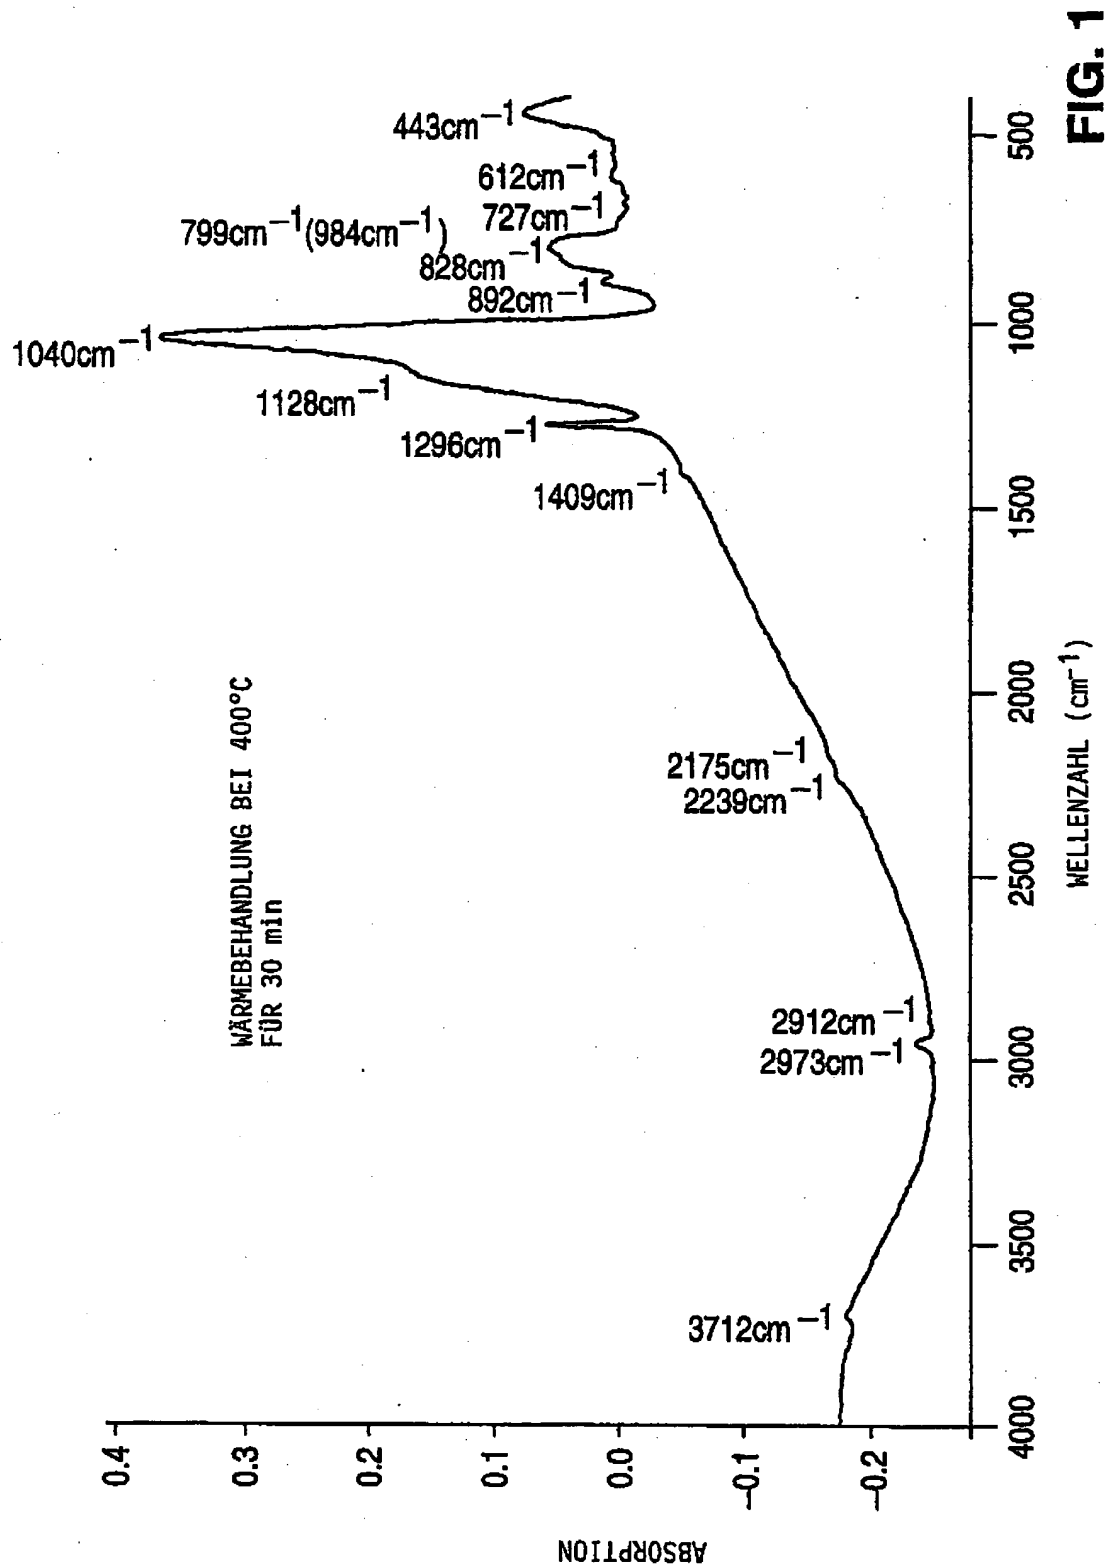 WÄRMEBEHANDLUNG BEI 400°C
FÜR 30 min
ABSORPTION
0.4
0.3
0.2
0.1
0.0
−0.1
−0.2
3712cm−1
2973cm−1
2912cm−1
2239cm−1
2175cm−1
1409cm−1
1296cm−1
1128cm−1
1040cm−1
892cm−1
828cm−1
799cm−1(984cm−1)
727cm−1
612cm−1
443cm−1
4000
3500
3000
2500
2000
1500
1000
500
WELLENZAHL (cm−1)
FIG. 1